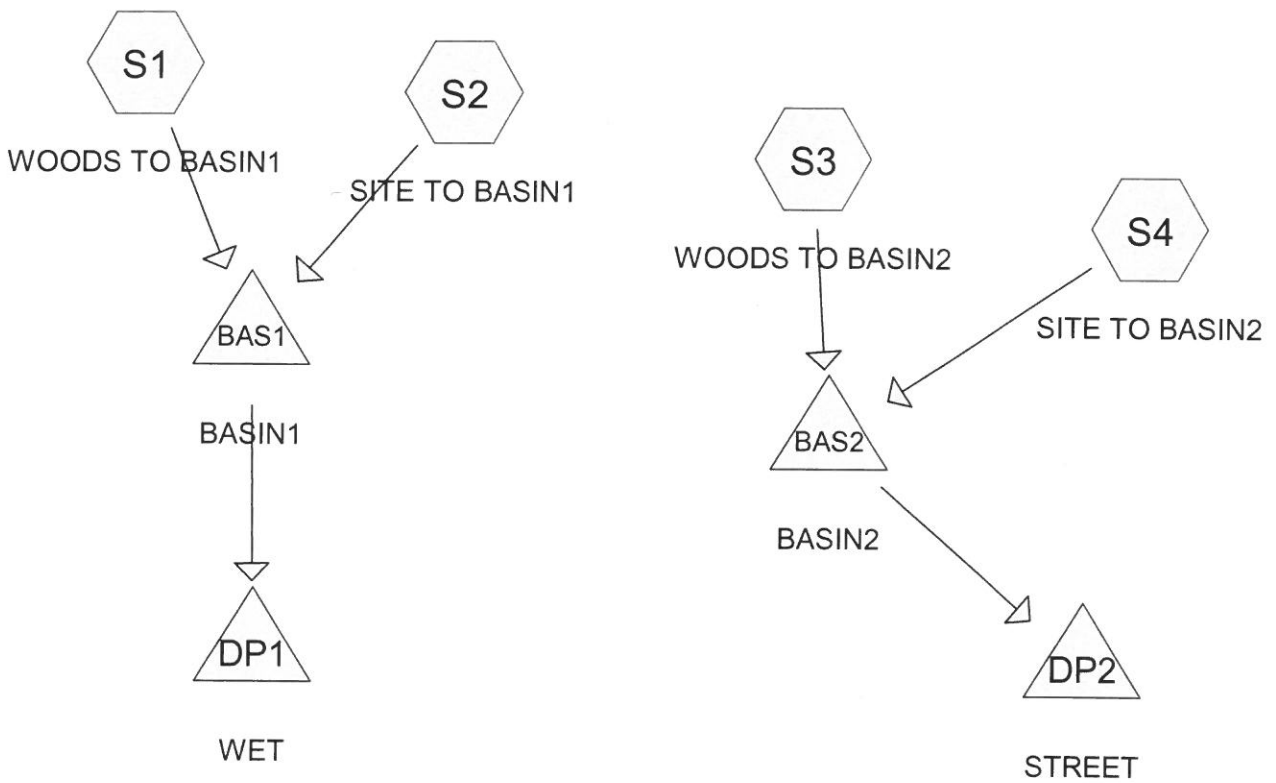 S1
WOODS TO BASIN1
S2
SITE TO BASIN1
BAS1
BASIN1
DP1
WET
S3
WOODS TO BASIN2
S4
SITE TO BASIN2
BAS2
BASIN2
DP2
STREET